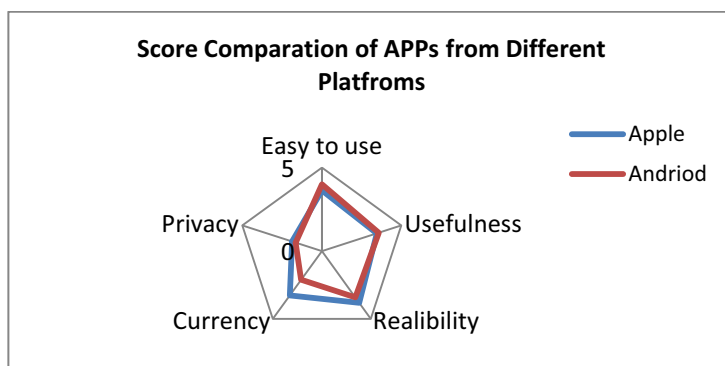 Score Comparation of APPs from Different
Platfroms
Apple
Andriod
Easy to use
5
Privacy
Usefulness
0
Currency
Realibility